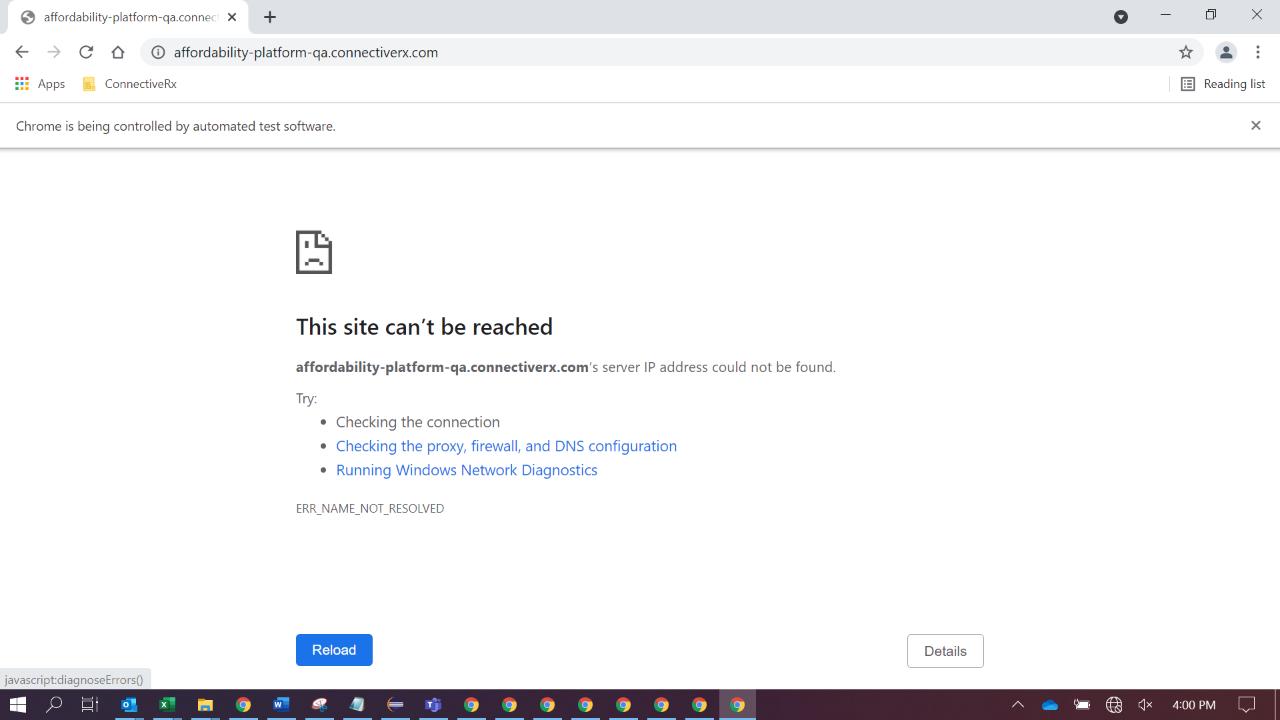 affordability-platform-qa.connec
affordability-platform-qa.connectiverx.com
Apps
ConnectiveRx
Reading list
Chrome is being controlled by automated test software.
This site can't be reached
affordability-platform-qa.connectiverx.com's server IP address could not be found.
Try:
• Checking the connection
• Checking the proxy, firewall, and DNS configuration
• Running Windows Network Diagnostics
ERR_NAME_NOT_RESOLVED
Reload
Details
javascript:diagnoseErrors()
4:00 PM